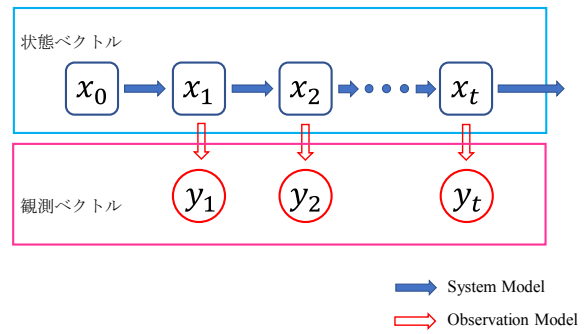 状態ベクトル
x₀ x₁ x₂ xₜ
観測ベクトル
y₁ y₂ yₜ
System Model
Observation Model